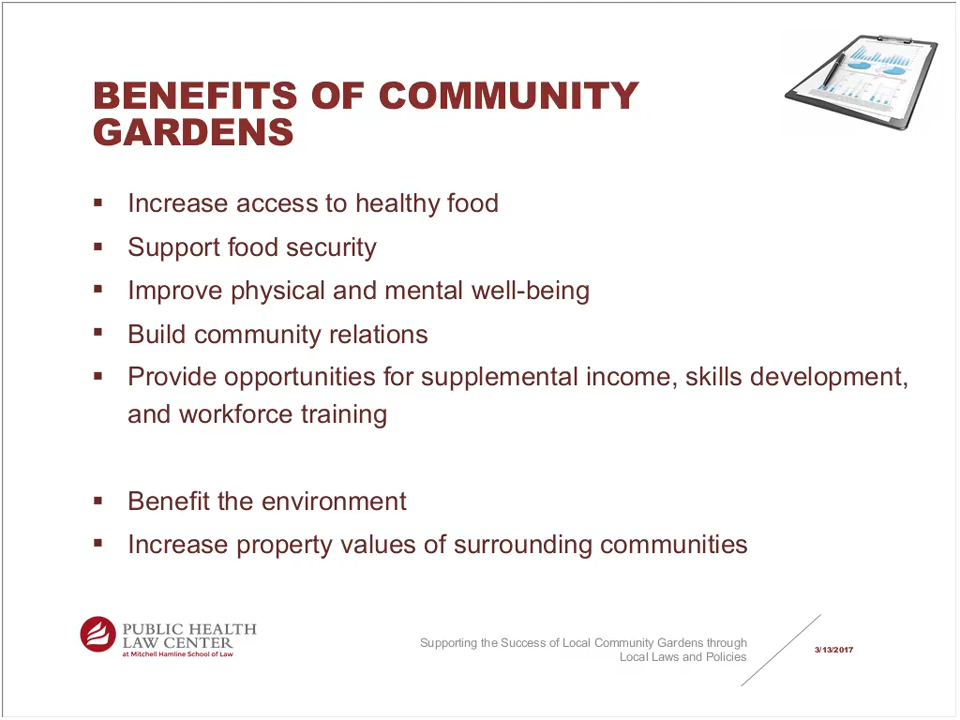 BENEFITS OF COMMUNITY
GARDENS
▪ Increase access to healthy food
▪ Support food security
▪ Improve physical and mental well-being
▪ Build community relations
▪ Provide opportunities for supplemental income, skills development,
and workforce training
▪ Benefit the environment
▪ Increase property values of surrounding communities
PUBLIC HEALTH
LAW CENTER
at Mitchell Hamline School of Law
Supporting the Success of Local Community Gardens through
Local Laws and Policies
3/13/2017